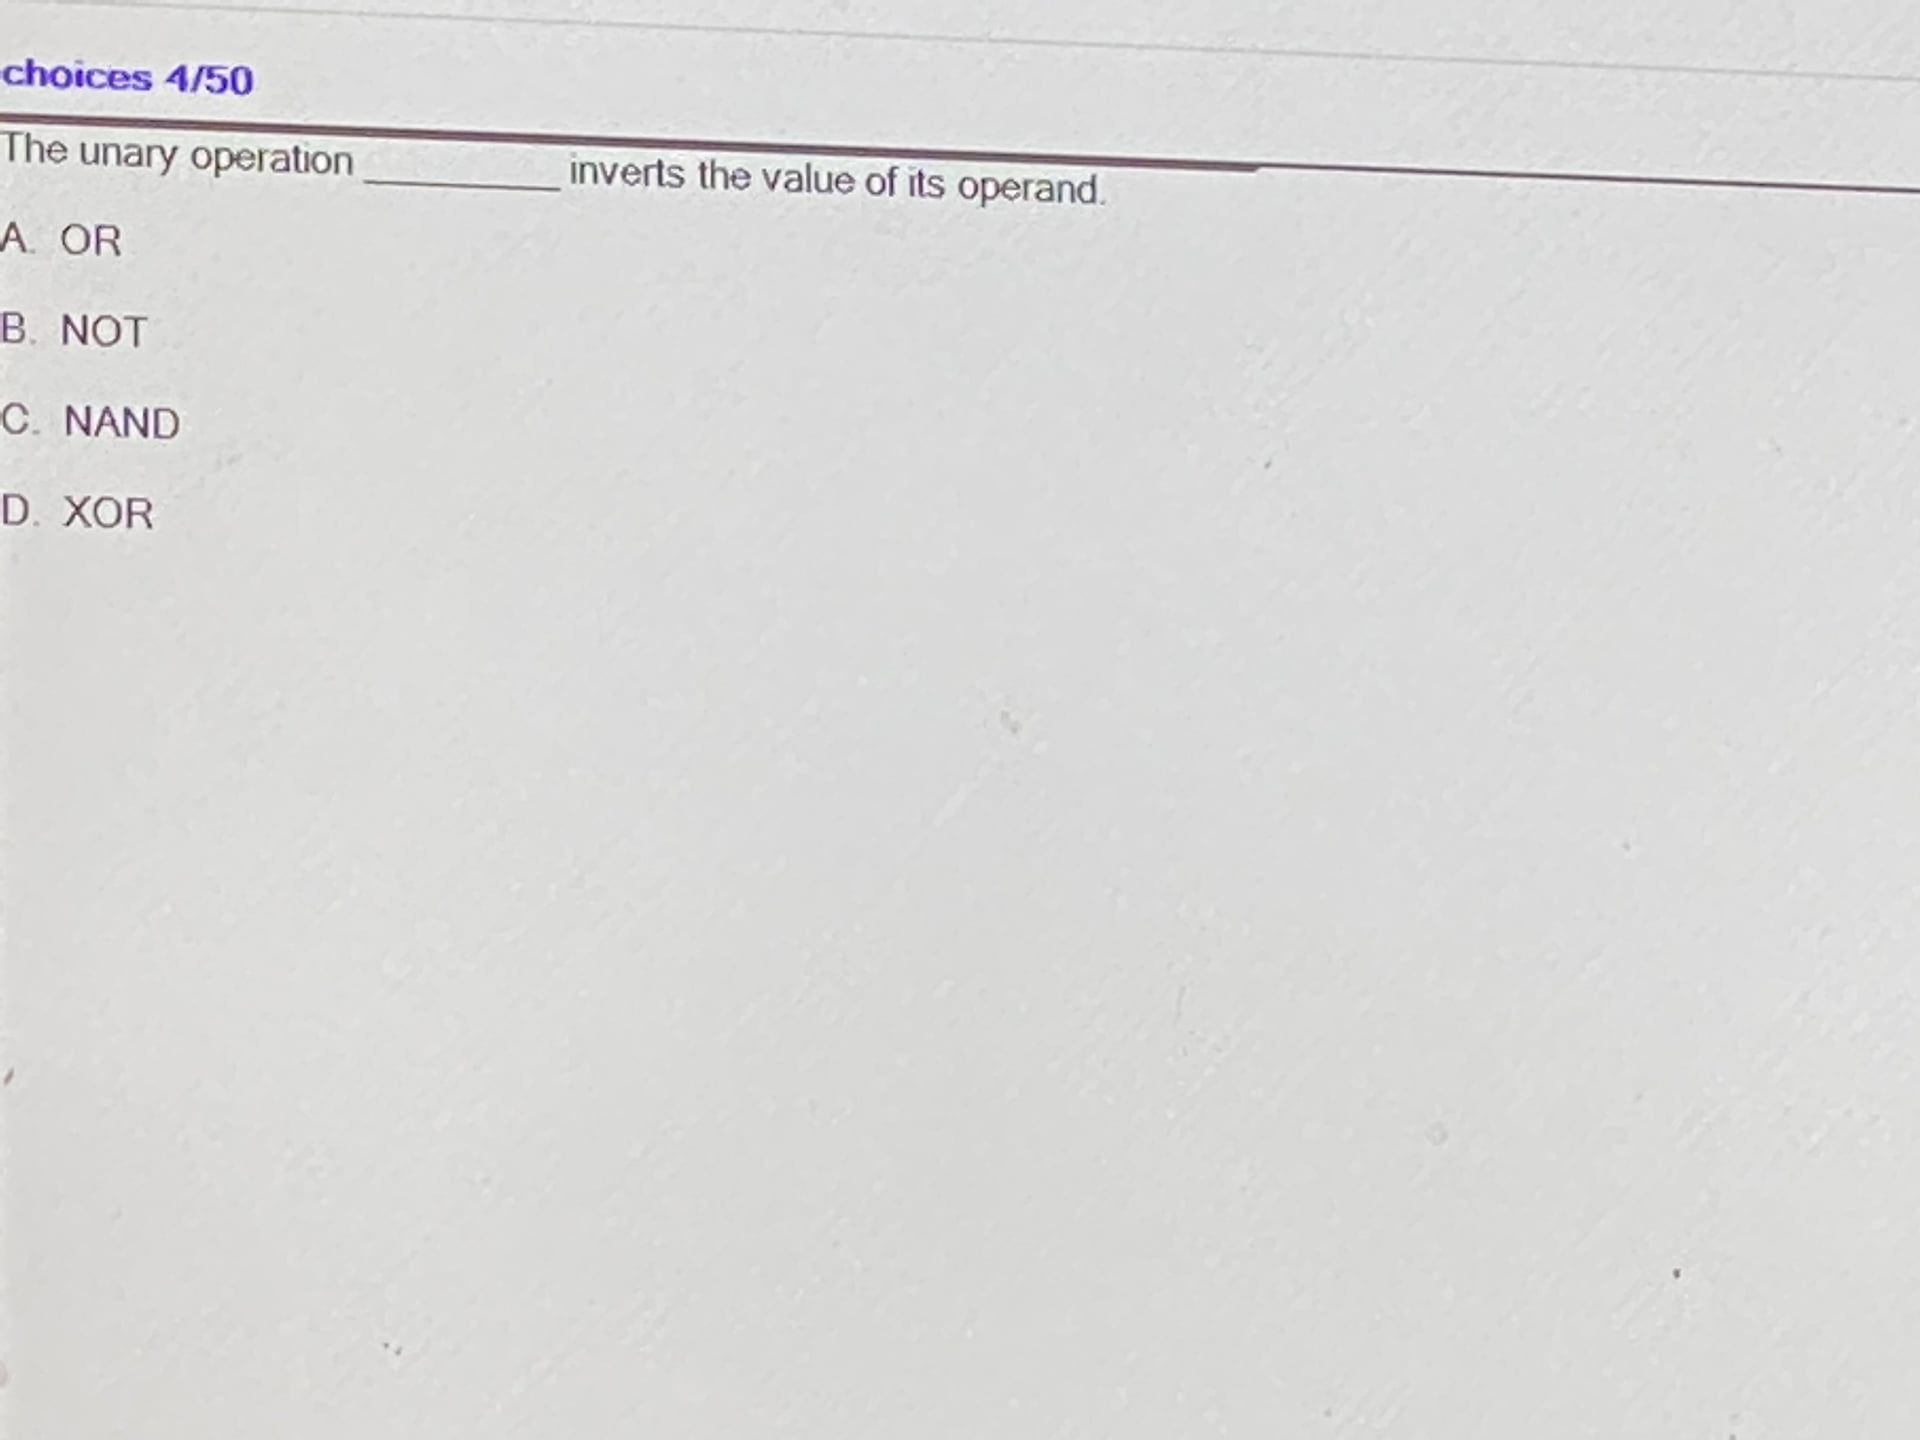 choices 4/50
The unary operation ________ inverts the value of its operand.
A. OR
B. NOT
C. NAND
D. XOR